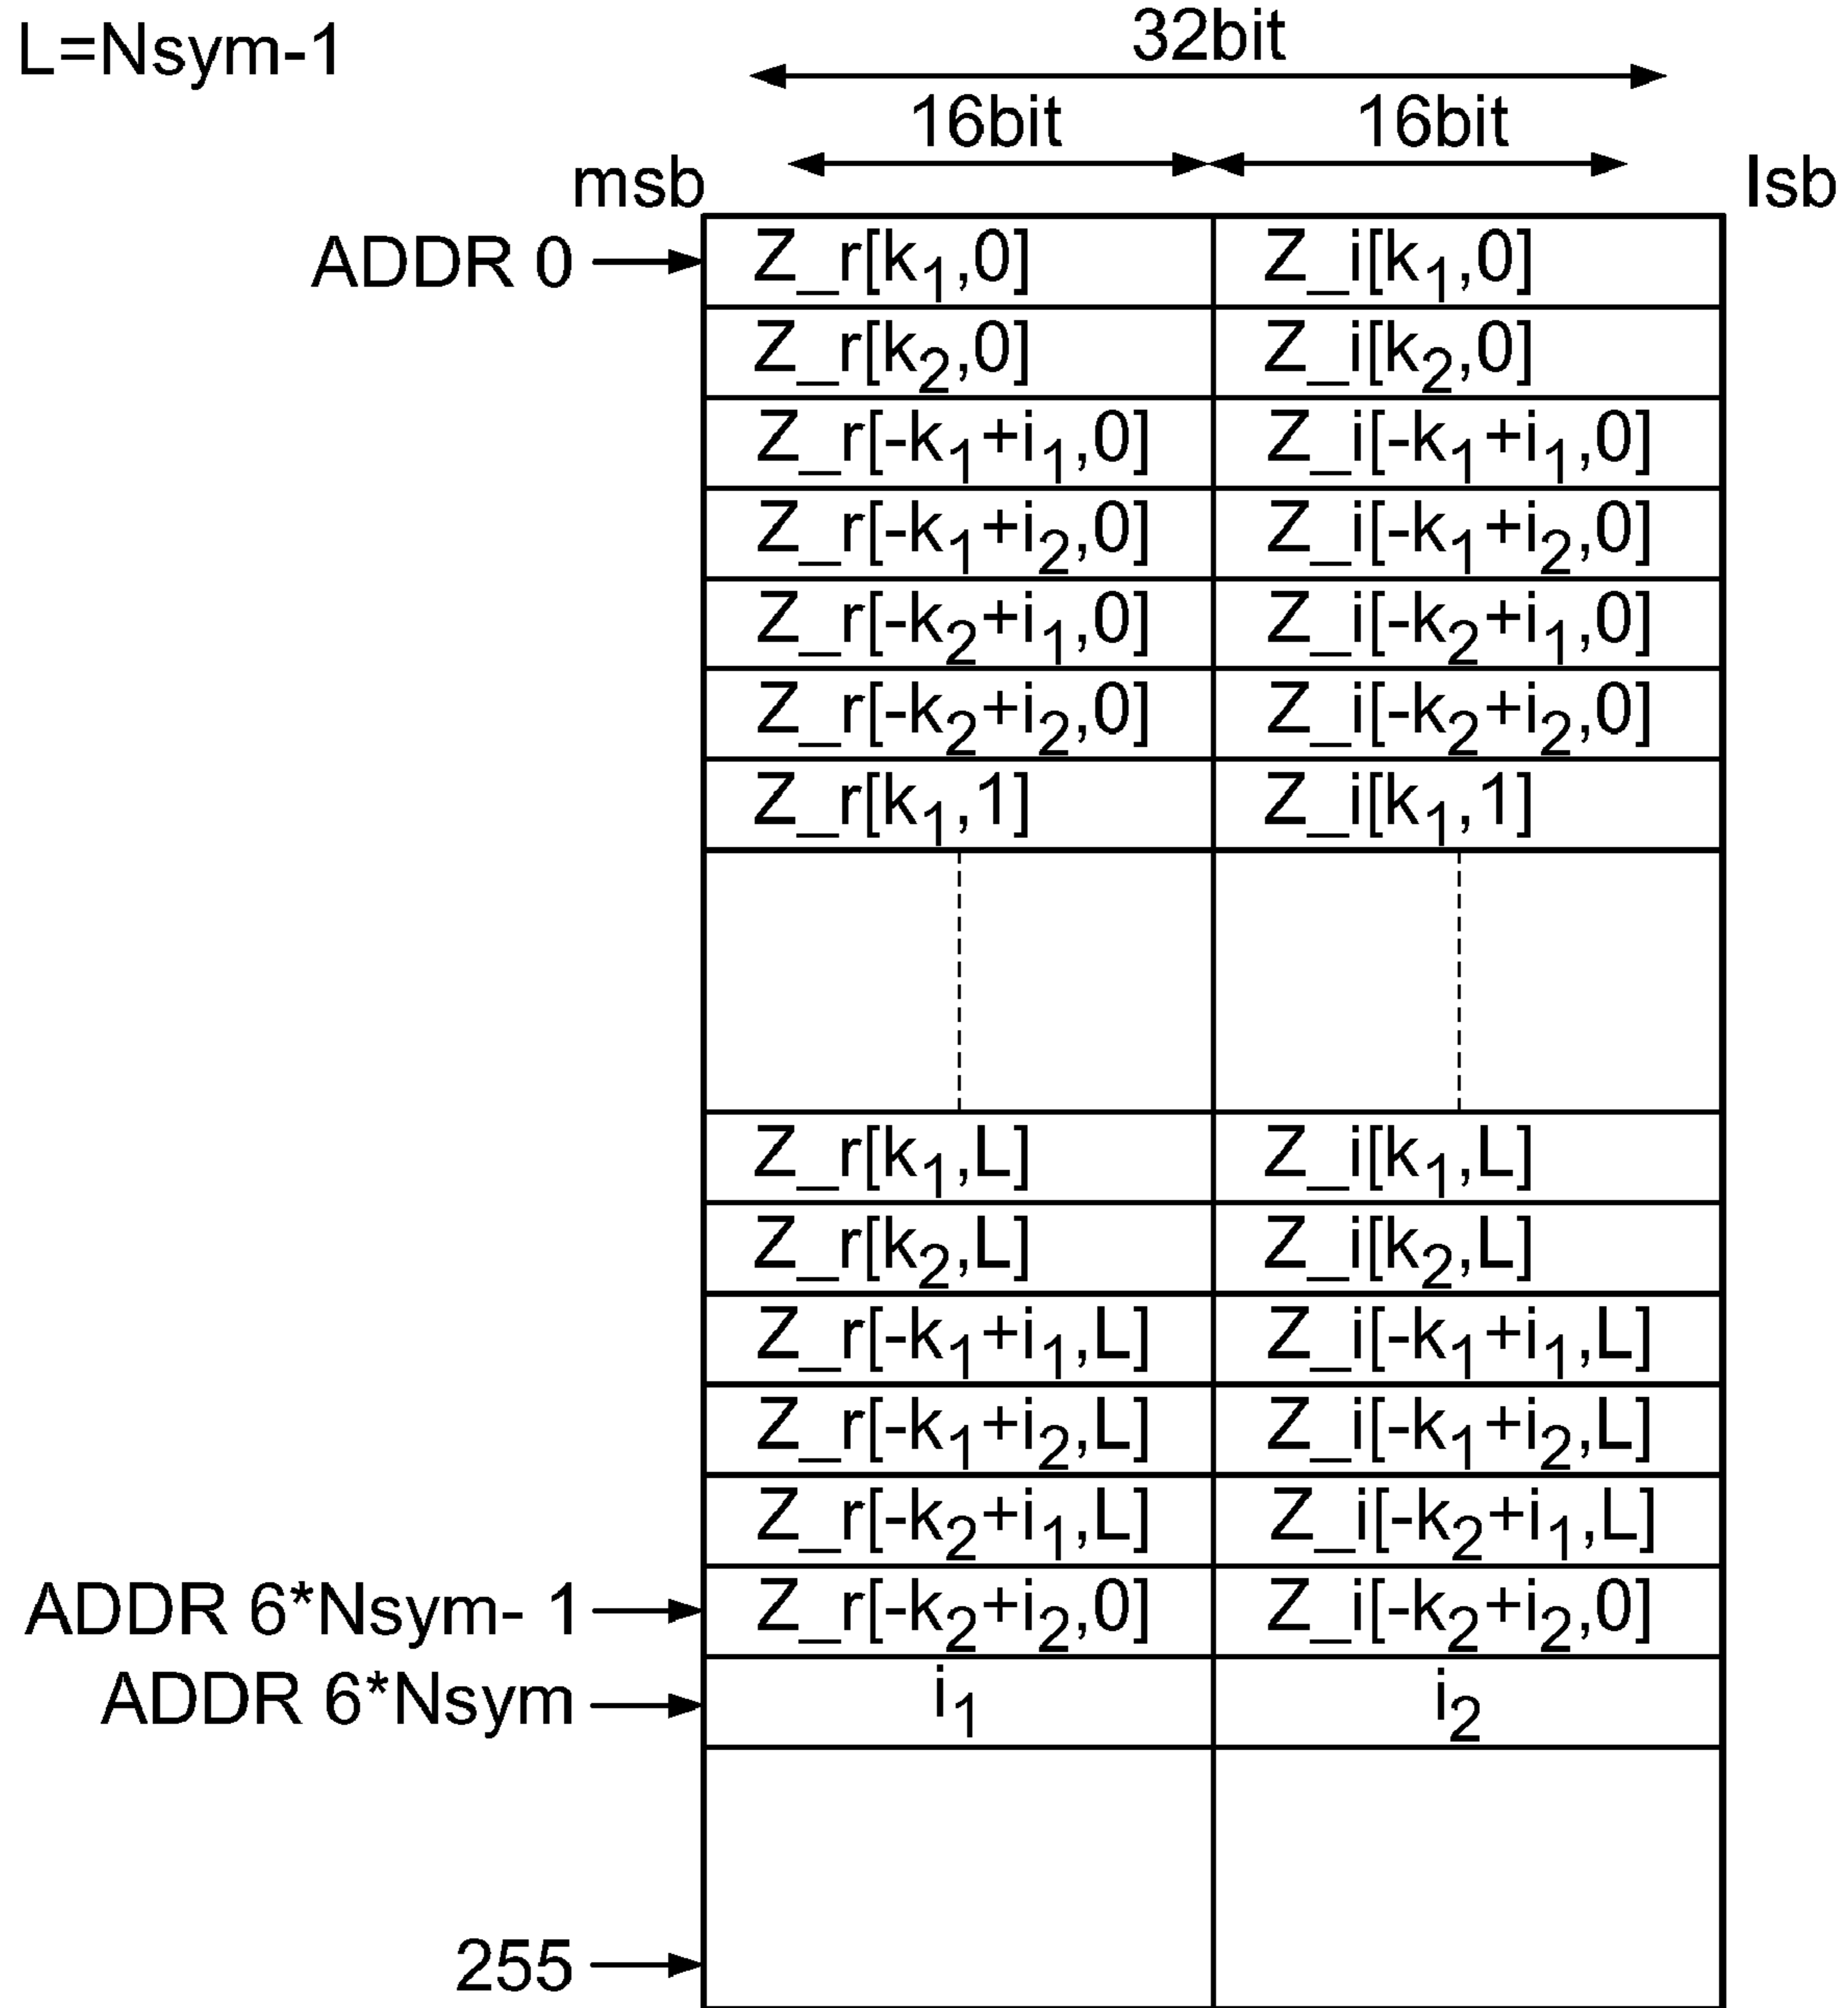 L=Nsym-1
32bit
16bit 16bit
msb lsb
ADDR 0 Z_r[k₁,0] Z_i[k₁,0]
Z_r[k₂,0] Z_i[k₂,0]
Z_r[-k₁+i₁,0] Z_i[-k₁+i₁,0]
Z_r[-k₁+i₂,0] Z_i[-k₁+i₂,0]
Z_r[-k₂+i₁,0] Z_i[-k₂+i₁,0]
Z_r[-k₂+i₂,0] Z_i[-k₂+i₂,0]
Z_r[k₁,1] Z_i[k₁,1]
Z_r[k₁,L] Z_i[k₁,L]
Z_r[k₂,L] Z_i[k₂,L]
Z_r[-k₁+i₁,L] Z_i[-k₁+i₁,L]
Z_r[-k₁+i₂,L] Z_i[-k₁+i₂,L]
Z_r[-k₂+i₁,L] Z_i[-k₂+i₁,L]
ADDR 6*Nsym- 1 Z_r[-k₂+i₂,0] Z_i[-k₂+i₂,0]
ADDR 6*Nsym i₁ i₂
255